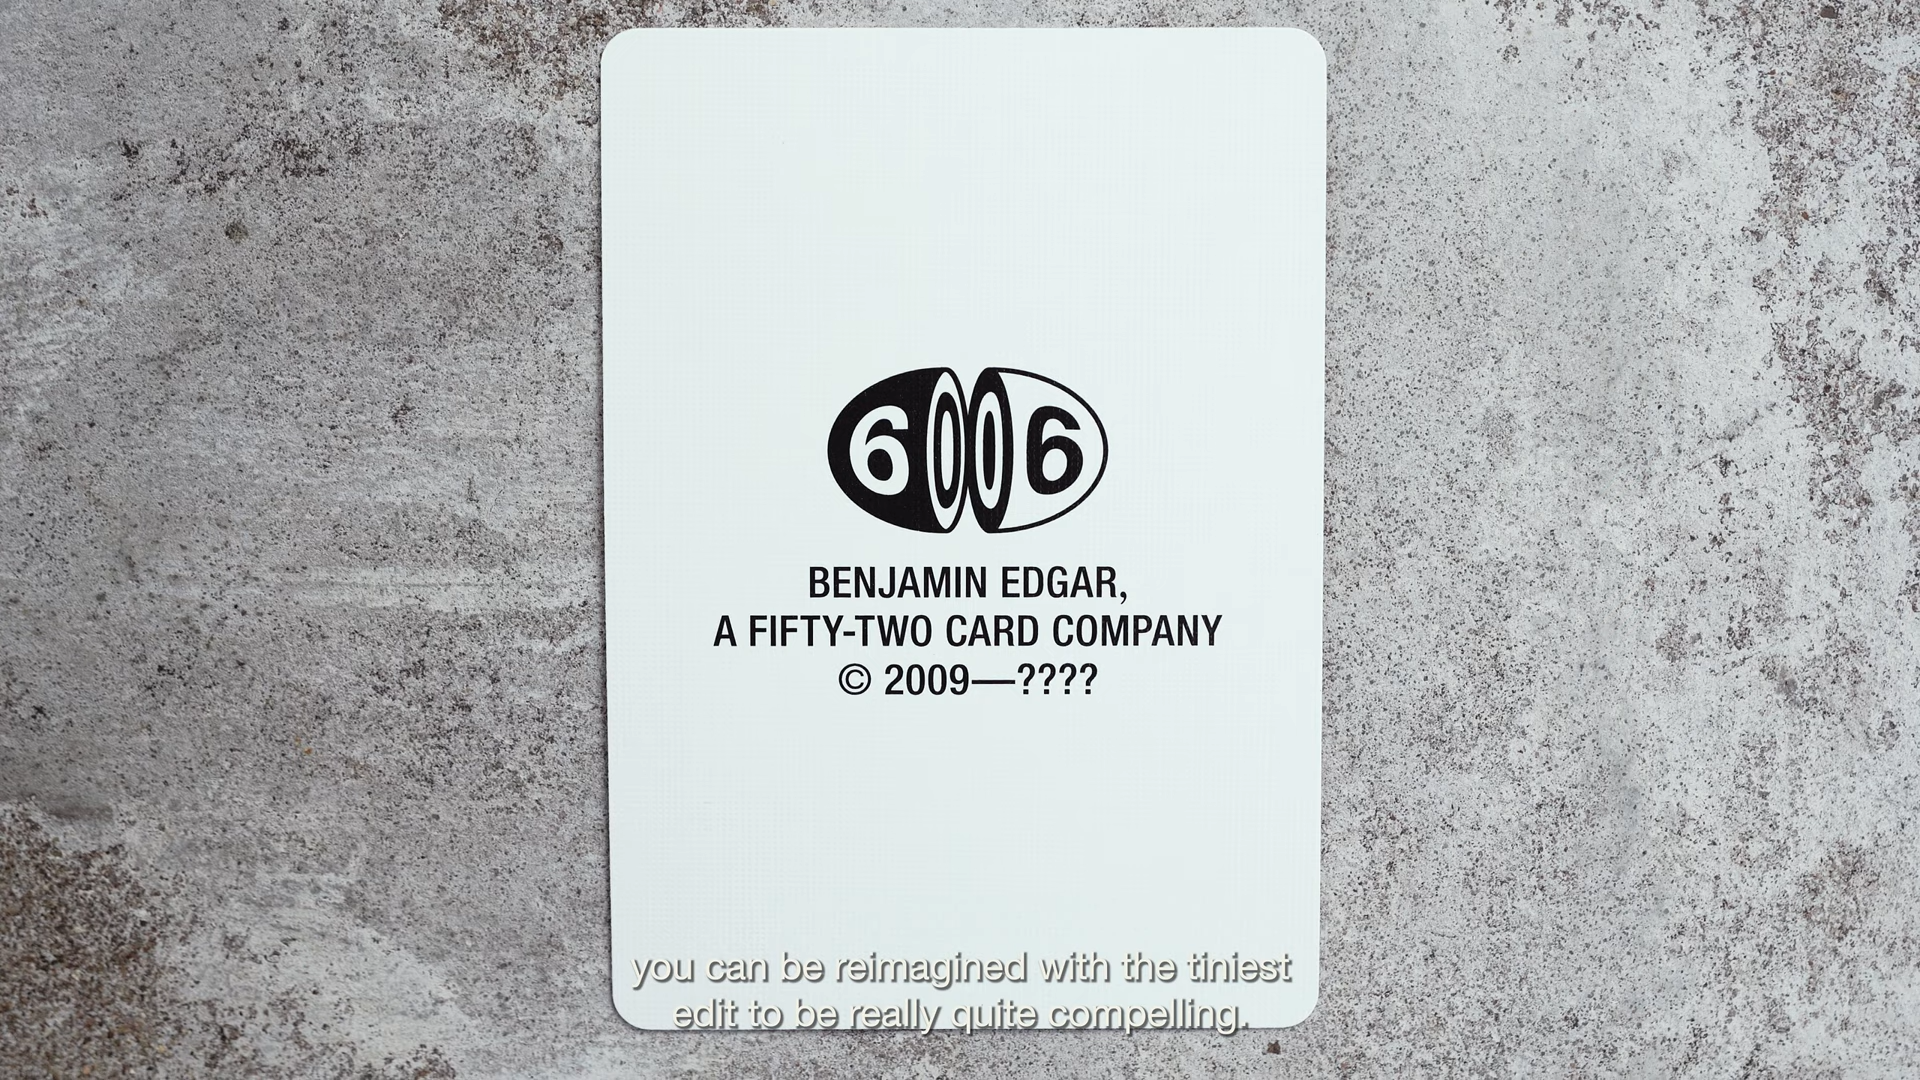 6006
BENJAMIN EDGAR,
A FIFTY-TWO CARD COMPANY
© 2009—????
you can be reimagined with the tiniest
edit to be really quite compelling.